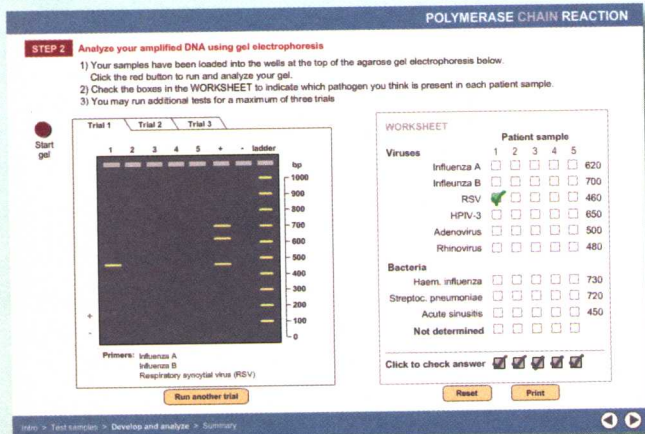 POLYMERASE CHAIN REACTION
STEP 2 Analyze your amplified DNA using gel electrophoresis
1) Your samples have been loaded into the wells at the top of the agarose gel electrophoresis below.
Click the red button to run and analyze your gel.
2) Check the boxes in the WORKSHEET to indicate which pathogen you think is present in each patient sample.
3) You may run additional tests for a maximum of three trials
Start
gel
Trial 1 Trial 2 Trial 3
1 2 3 4 5 + - ladder
bp
1000
900
800
700
600
500
400
300
200
100
0
+
-
Primers: Influenza A
Influenza B
Respiratory syncytial virus (RSV)
Run another trial
WORKSHEET
Patient sample
Viruses 1 2 3 4 5
Influenza A 620
Infleunza B 700
RSV 460
HPIV-3 650
Adenovirus 500
Rhinovirus 480
Bacteria
Haem. influenza 730
Streptoc. pneumoniae 720
Acute sinusitis 450
Not determined
Click to check answer
Reset Print
Intro > Test samples > Develop and analyze > Summary